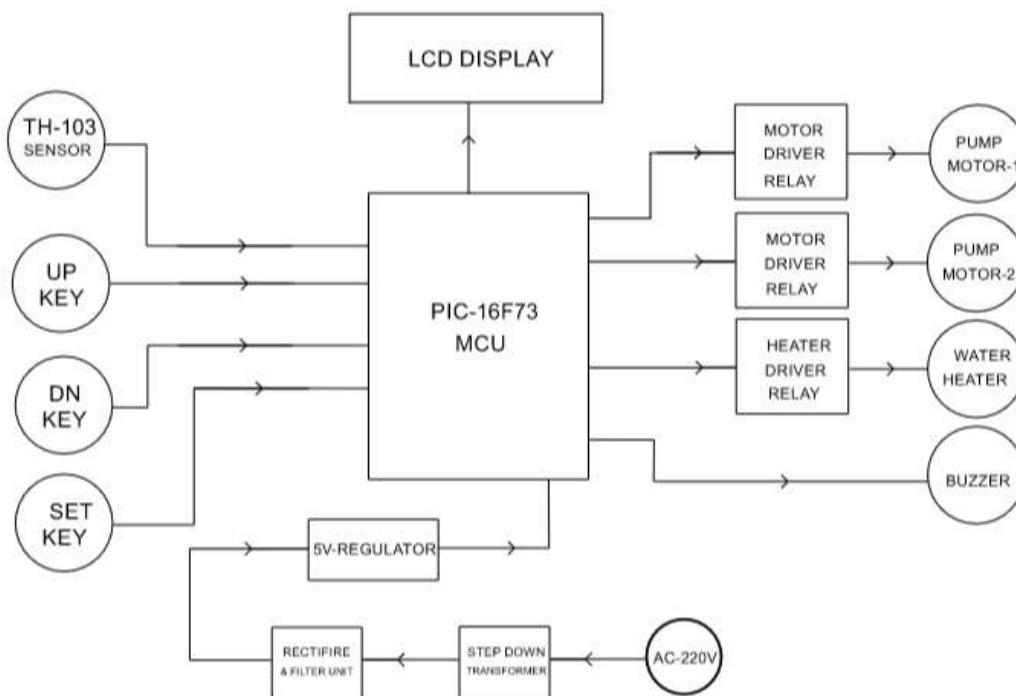 LCD DISPLAY
TH-103
SENSOR
UP
KEY
DN
KEY
SET
KEY
PIC-16F73
MCU
MOTOR
DRIVER
RELAY
PUMP
MOTOR-1
MOTOR
DRIVER
RELAY
PUMP
MOTOR-2
HEATER
DRIVER
RELAY
WATER
HEATER
BUZZER
5V-REGULATOR
RECTIFIRE
& FILTER UNIT
STEP DOWN
TRANSFORMER
AC-220V